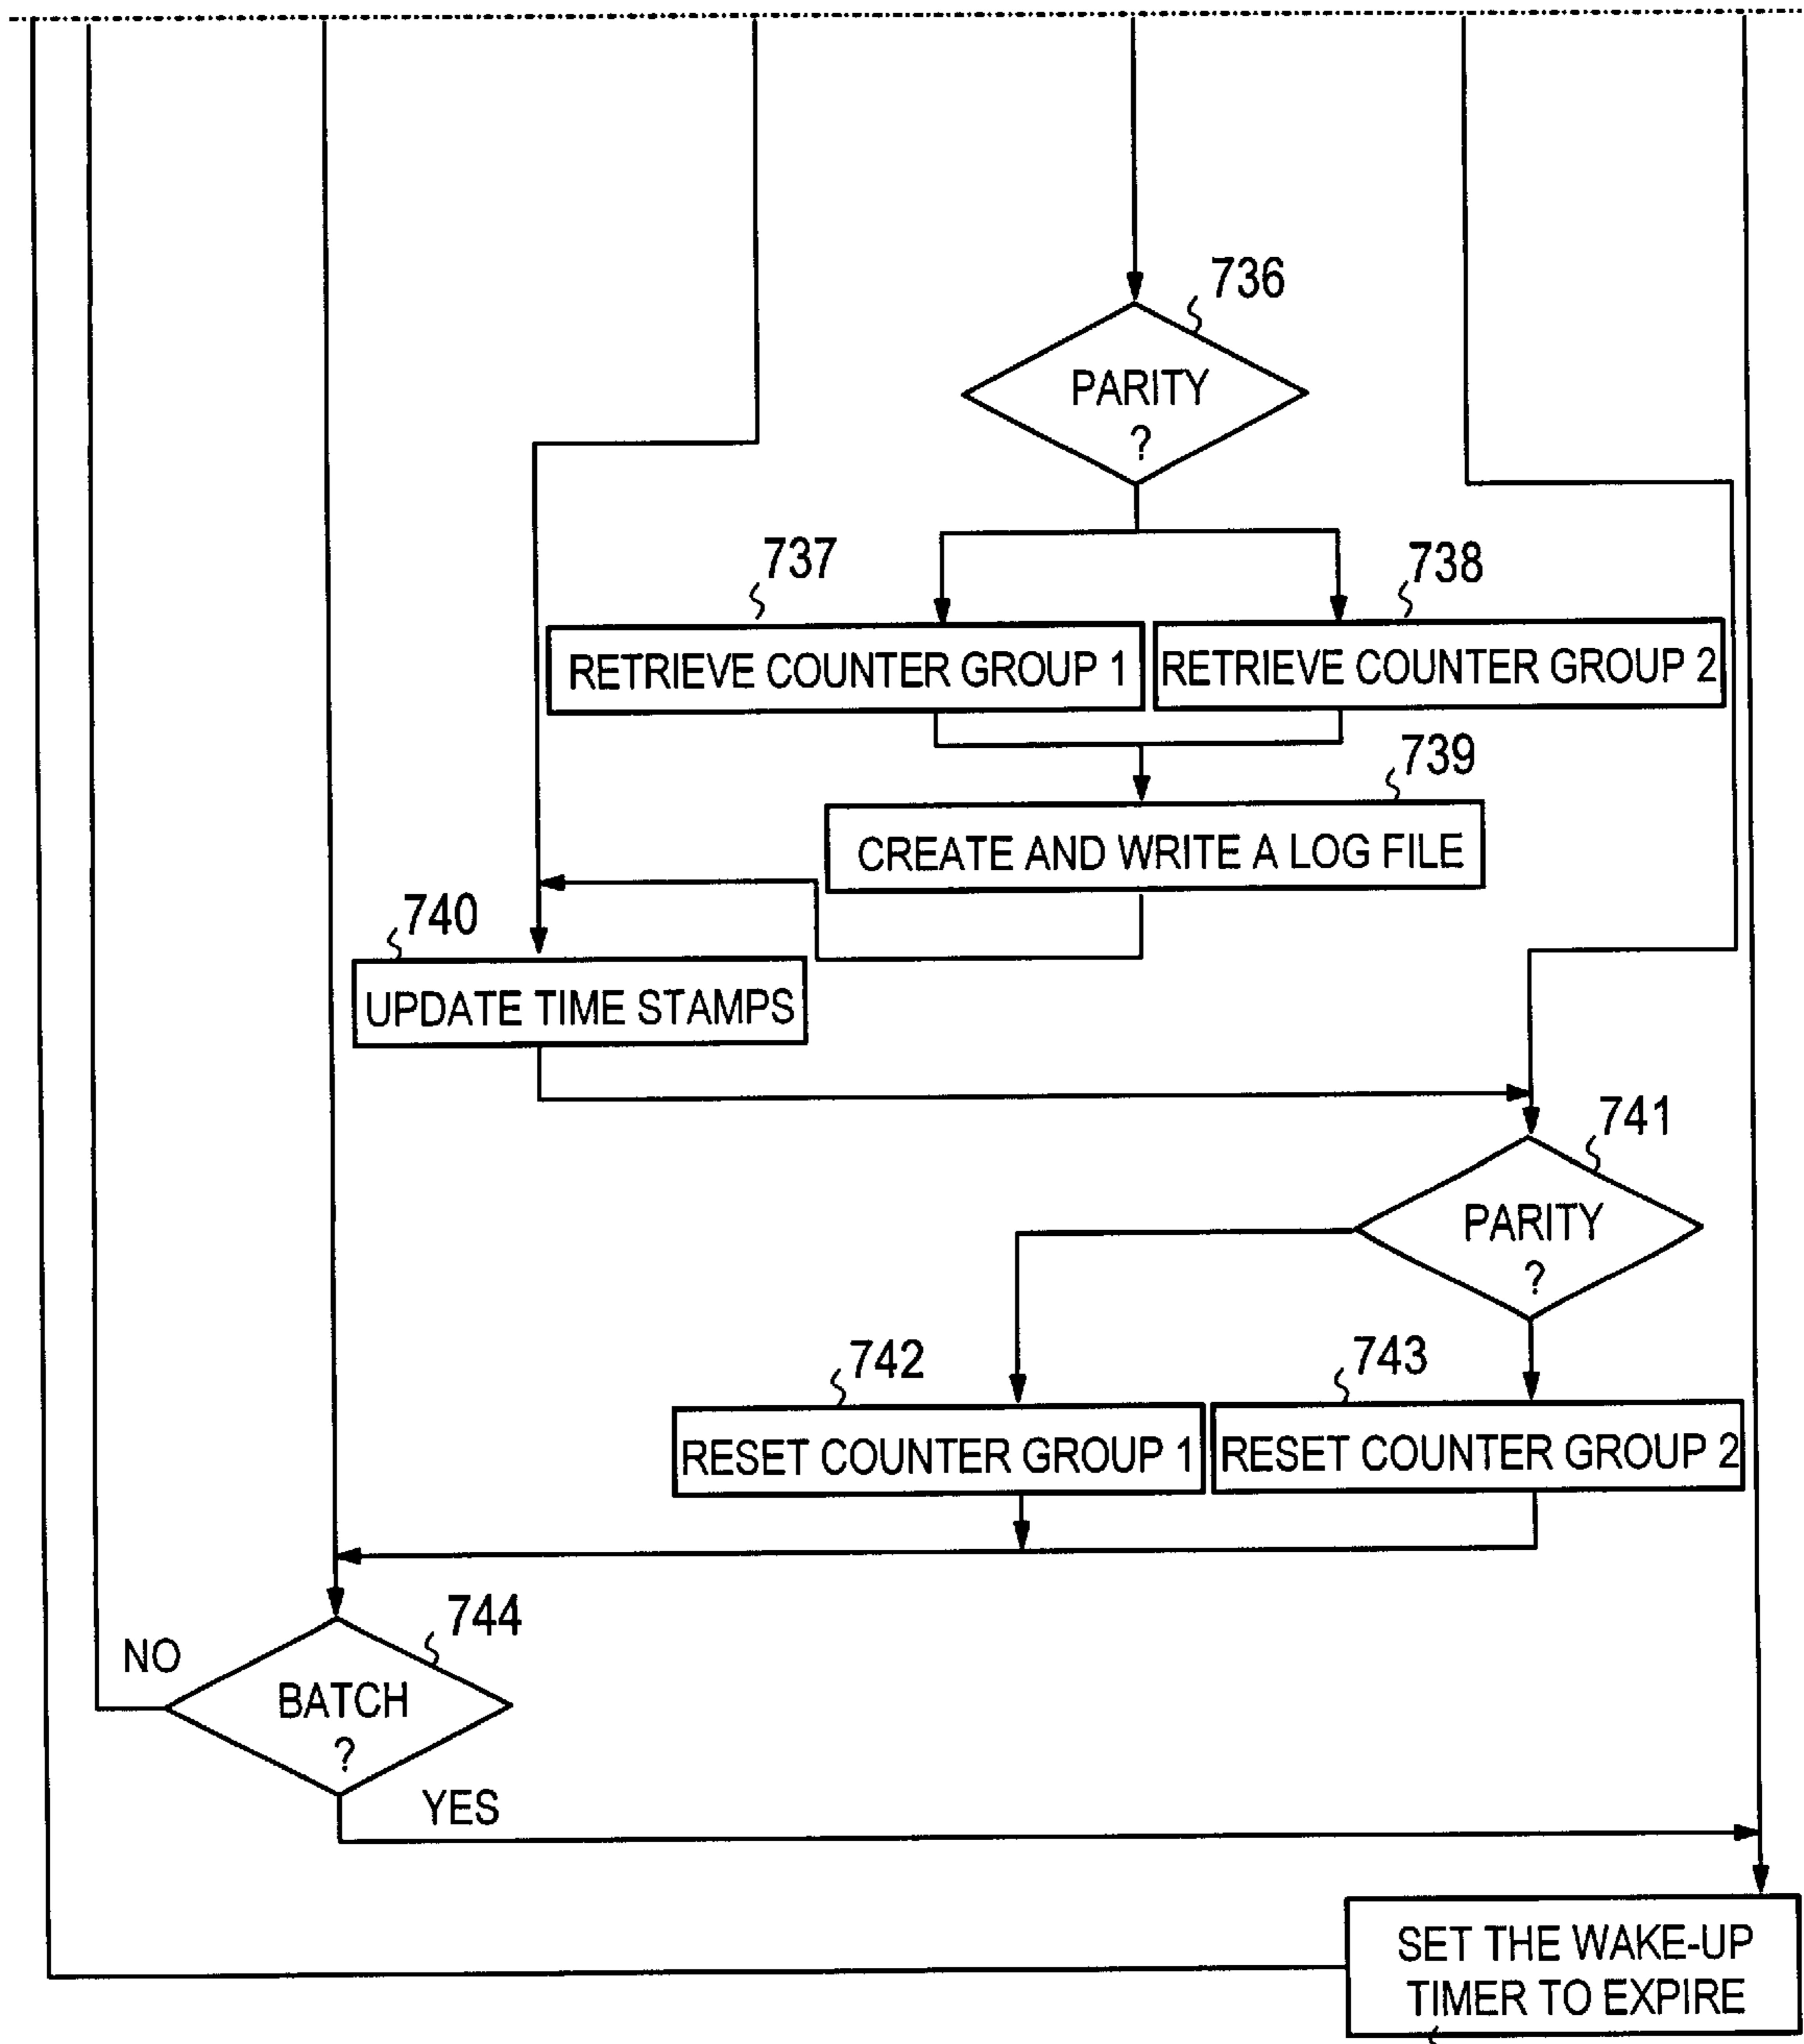 736
PARITY
?
737
738
RETRIEVE COUNTER GROUP 1
RETRIEVE COUNTER GROUP 2
739
CREATE AND WRITE A LOG FILE
740
UPDATE TIME STAMPS
741
PARITY
?
742
743
RESET COUNTER GROUP 1
RESET COUNTER GROUP 2
744
NO
BATCH
?
YES
SET THE WAKE-UP
TIMER TO EXPIRE